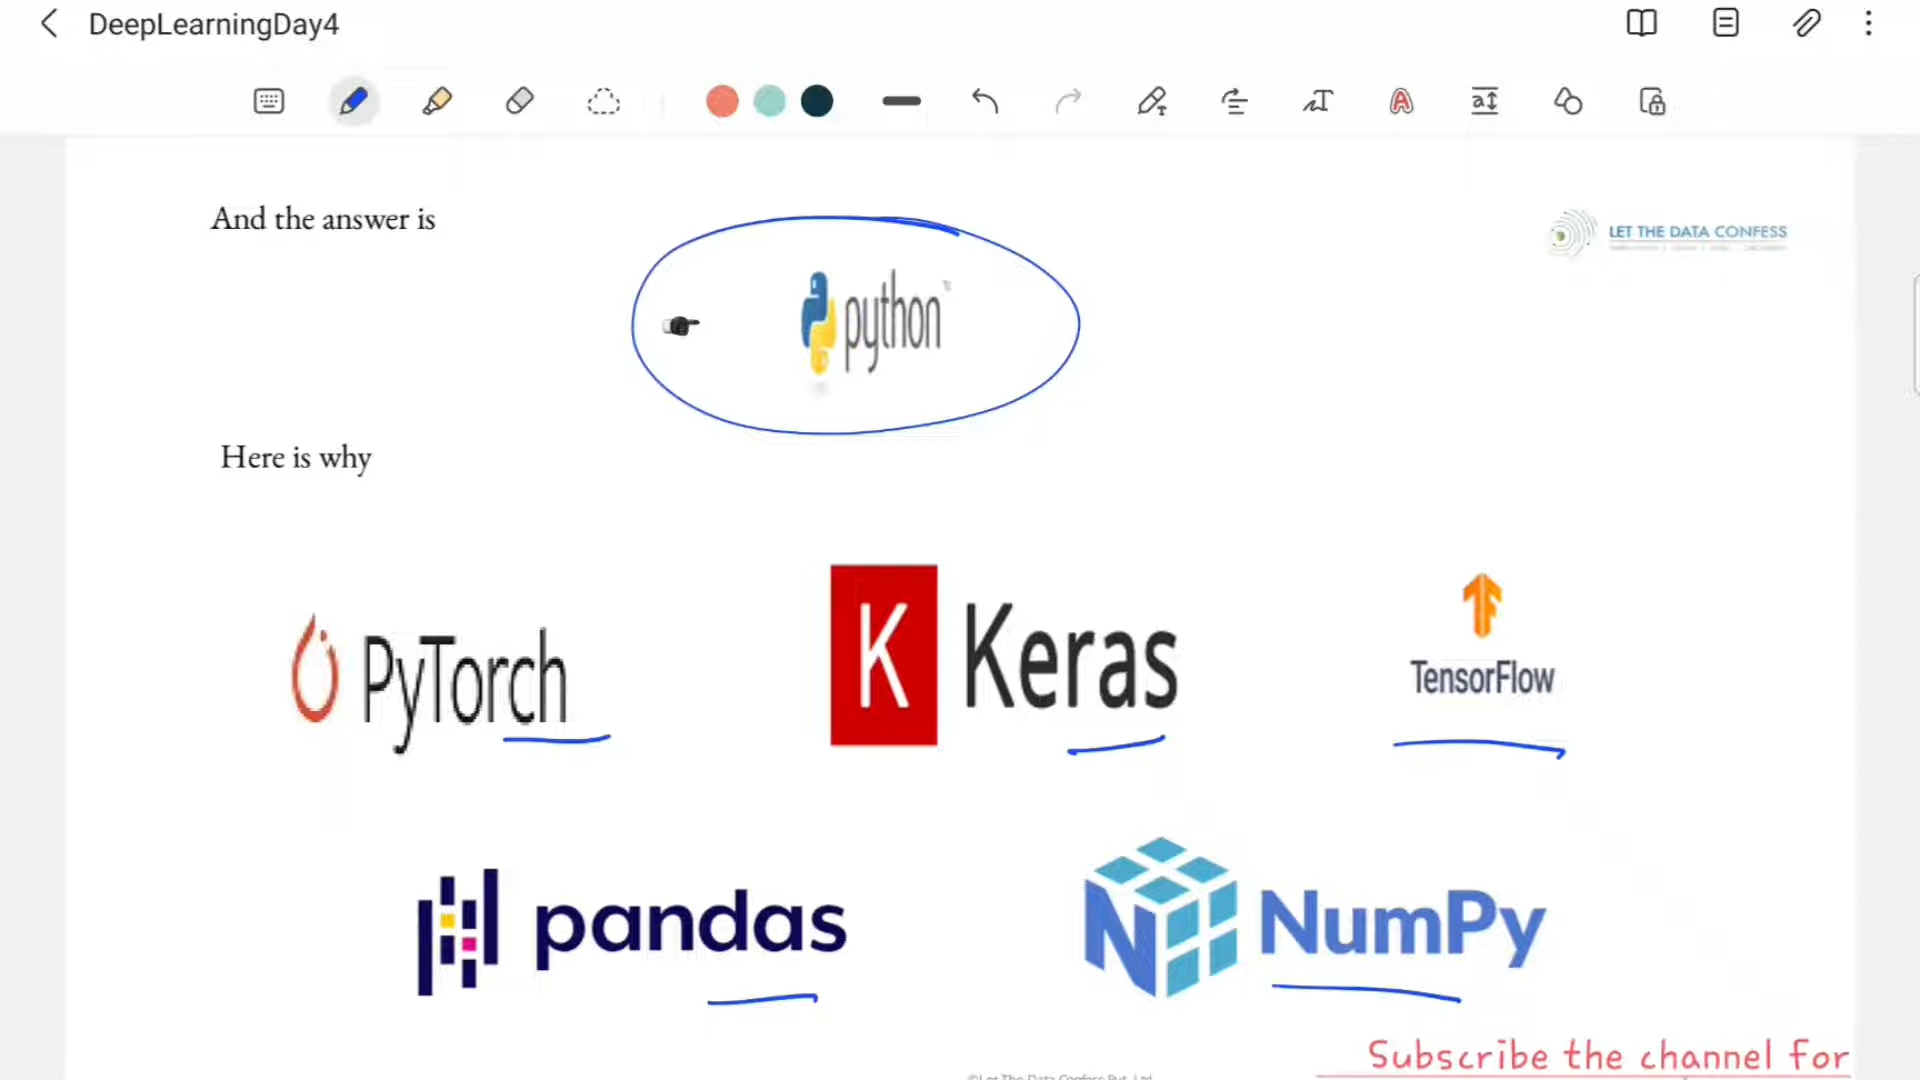 DeepLearningDay4
And the answer is
LET THE DATA CONFESS
python
Here is why
PyTorch
K Keras
TensorFlow
pandas
NumPy
Subscribe the channel for